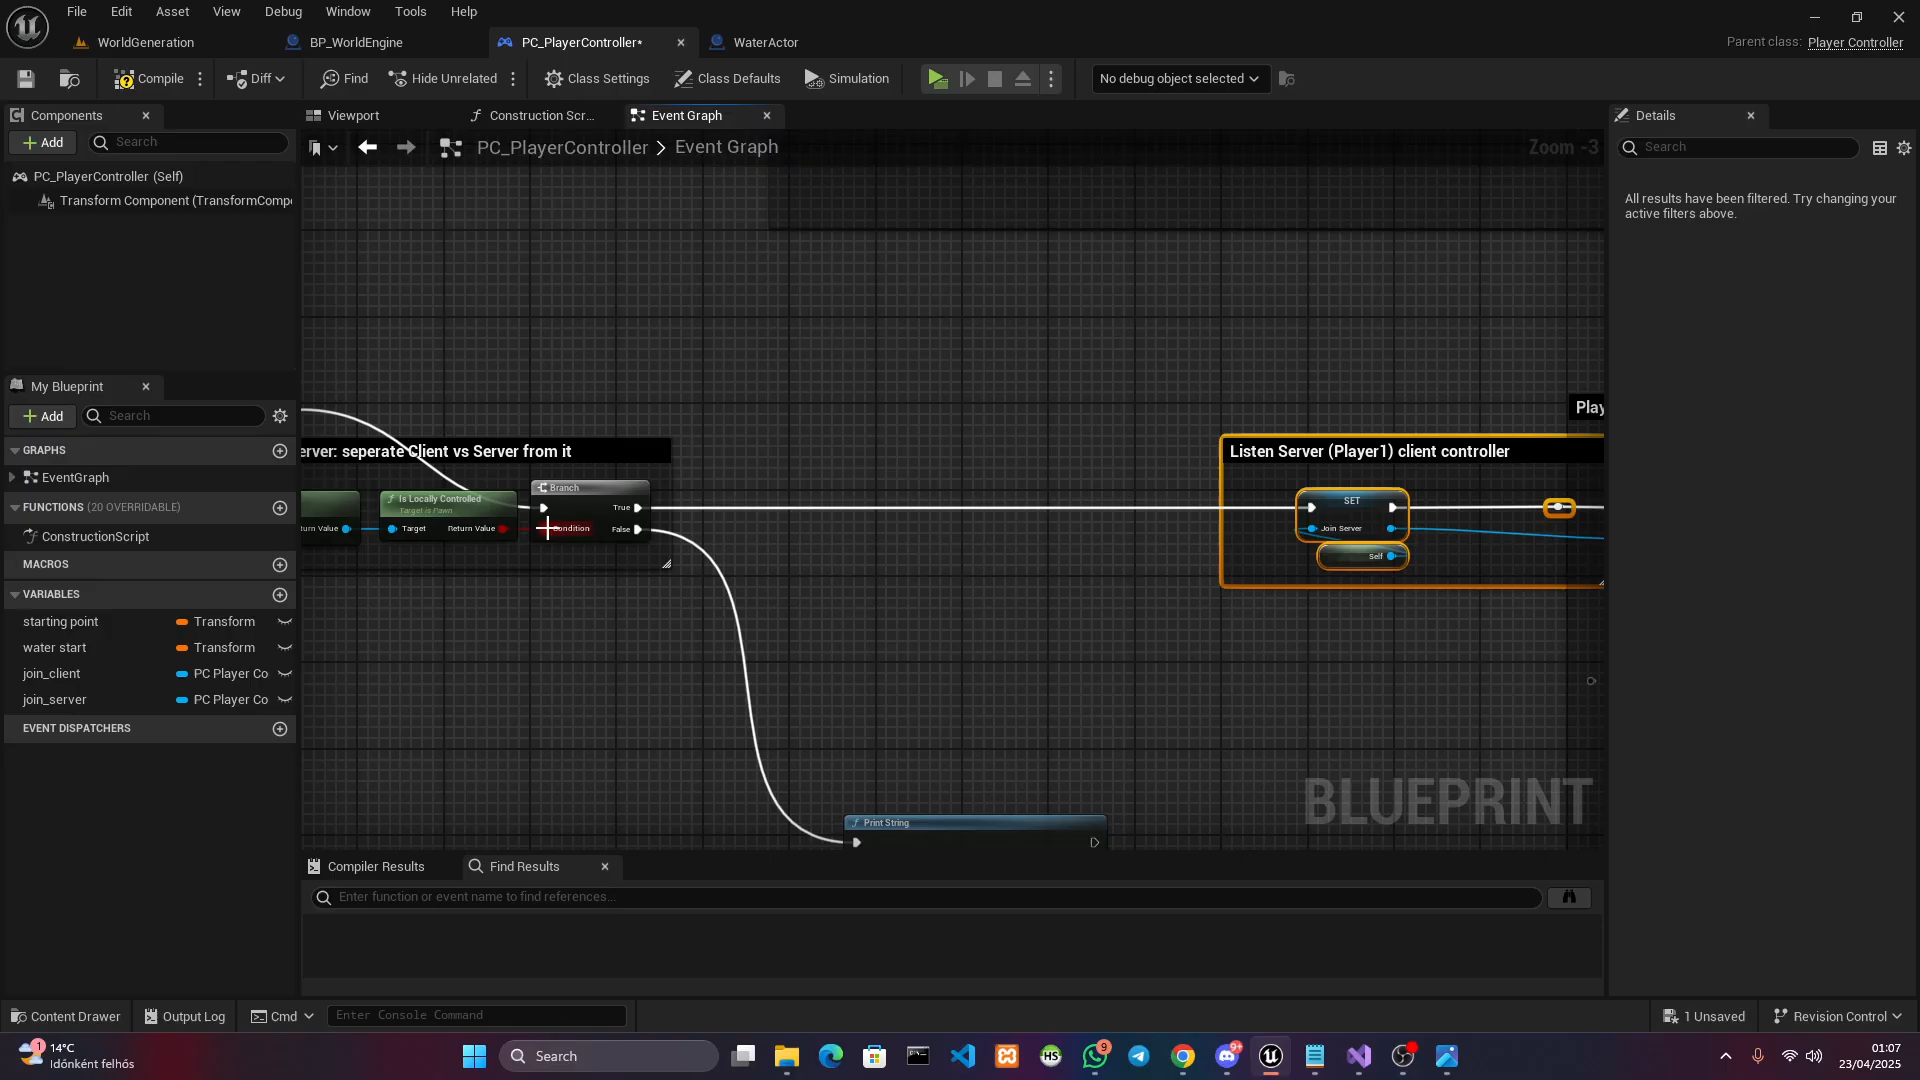 File Edit Asset View Debug Window Tools Help
WorldGeneration BP_WorldEngine PC_PlayerController* WaterActor
Parent class: Player Controller
Compile Diff Find Hide Unrelated Class Settings Class Defaults Simulation No debug object selected
Components Viewport Construction Scr... Event Graph Details
Add Search
PC_PlayerController > Event Graph Zoom -3 Search
PC_PlayerController (Self)
Transform Component (TransformCompo
All results have been filtered. Try changing your
active filters above.
My Blueprint
Add Search
GRAPHS
EventGraph
FUNCTIONS (20 OVERRIDABLE)
ConstructionScript
MACROS
VARIABLES
starting point Transform
water start Transform
join_client PC Player Co
join_server PC Player Co
EVENT DISPATCHERS
Play
erver: seperate Client vs Server from it
Listen Server (Player1) client controller
Is Locally Controlled
Target is Pawn
urn Value Target Return Value
Branch
True
Condition False
SET
Join Server
Self
Print String
BLUEPRINT
Compiler Results Find Results
Enter function or event name to find references...
Content Drawer Output Log Cmd Enter Console Command 1 Unsaved Revision Control
1
14°C
Időnként felhős
Search
HS
9
9+
01:07
23/04/2025